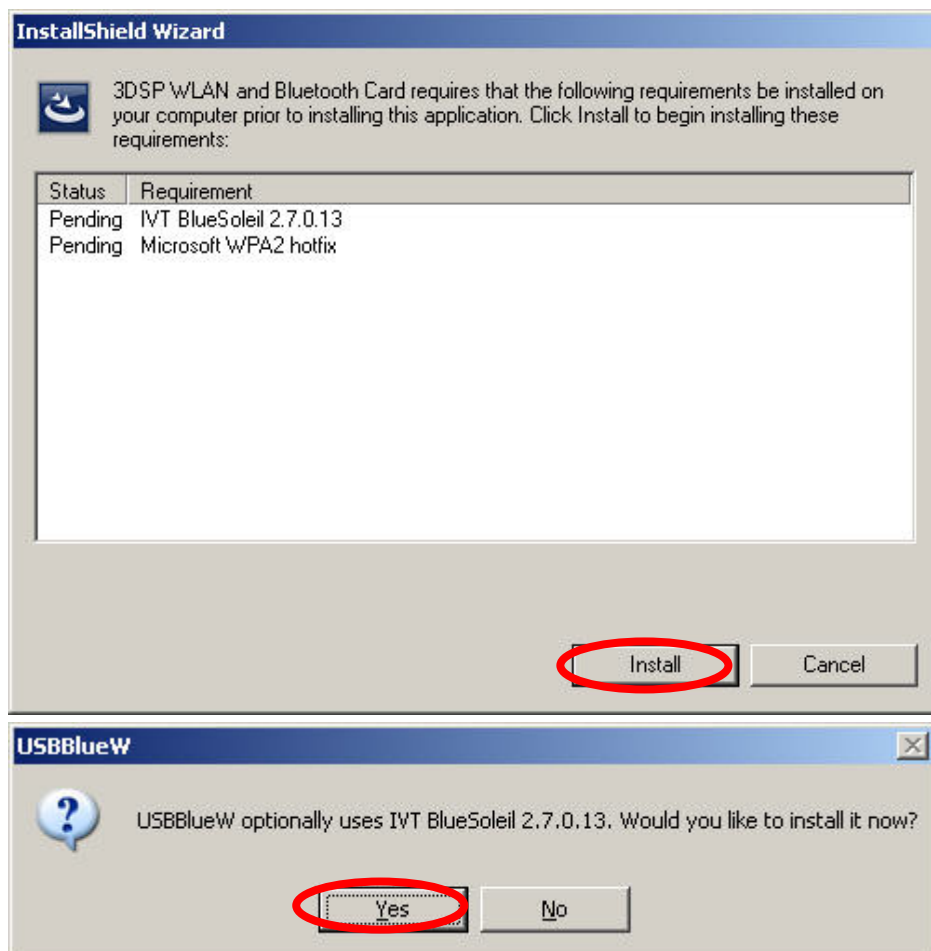 InstallShield Wizard
3DSP WLAN and Bluetooth Card requires that the following requirements be installed on
your computer prior to installing this application. Click Install to begin installing these
requirements:
Status Requirement
Pending IVT BlueSoleil 2.7.0.13
Pending Microsoft WPA2 hotfix
Install Cancel
USBBlueW
USBBlueW optionally uses IVT BlueSoleil 2.7.0.13. Would you like to install it now?
Yes No